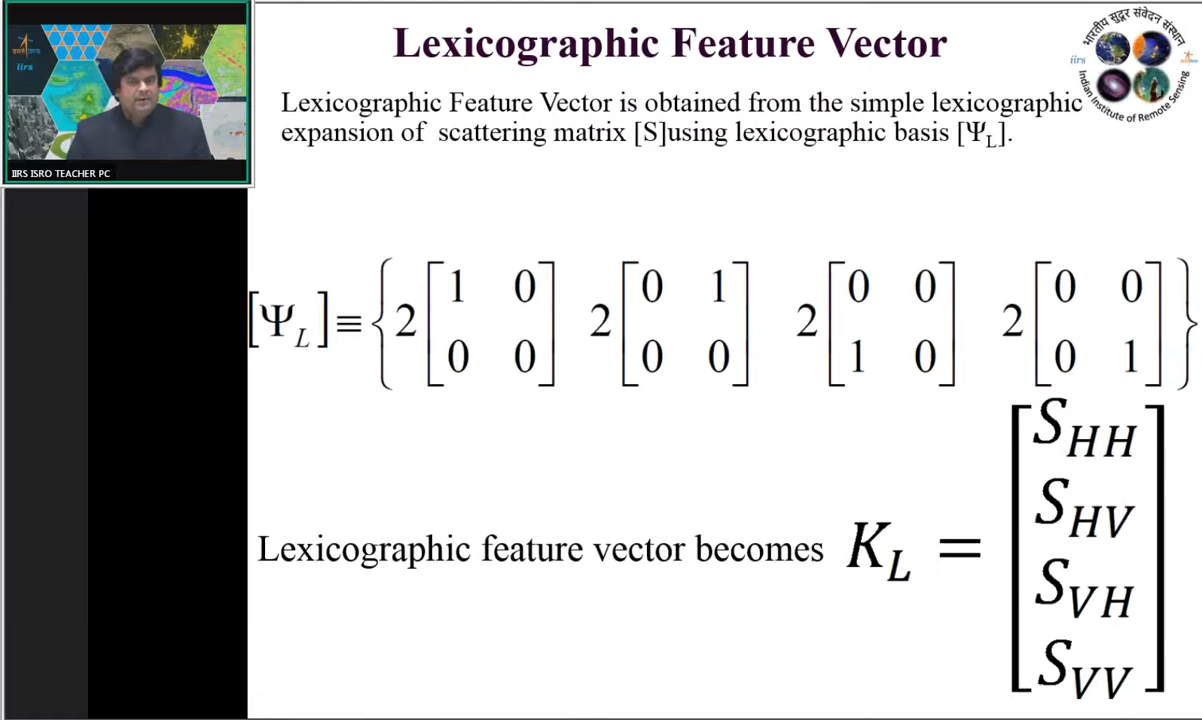 Lexicographic Feature Vector
भारतीय सुदूर संवेदन संस्थान
iirs
Indian Institute of Remote Sensing
iirs
IIRS ISRO TEACHER PC
Lexicographic Feature Vector is obtained from the simple lexicographic
expansion of scattering matrix [S]using lexicographic basis [Ψ_L].
[Ψ_L] ≡ { 2 [1 0; 0 0] 2 [0 1; 0 0] 2 [0 0; 1 0] 2 [0 0; 0 1] }
Lexicographic feature vector becomes K_L = [S_HH; S_HV; S_VH; S_VV]